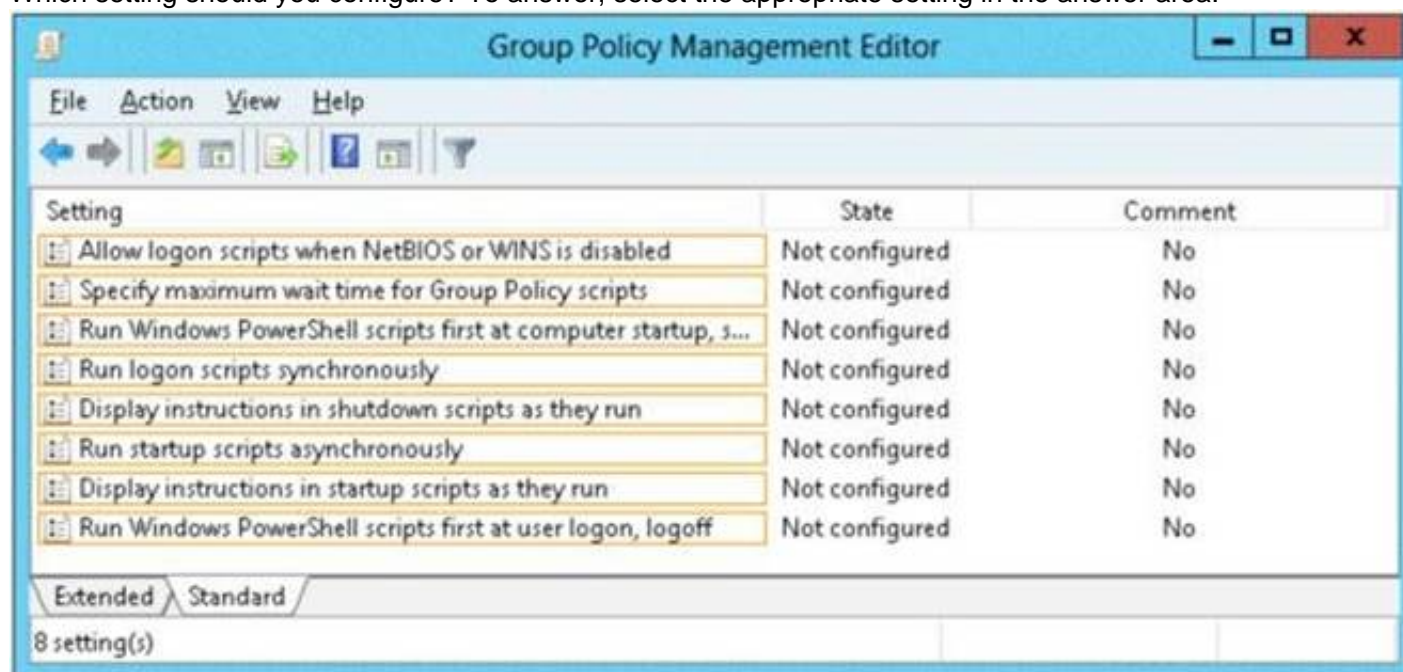 Which setting should you configure? To answer, select the appropriate setting in the answer area.
Group Policy Management Editor
File Action View Help
Setting State Comment
Allow logon scripts when NetBIOS or WINS is disabled Not configured No
Specify maximum wait time for Group Policy scripts Not configured No
Run Windows PowerShell scripts first at computer startup, s... Not configured No
Run logon scripts synchronously Not configured No
Display instructions in shutdown scripts as they run Not configured No
Run startup scripts asynchronously Not configured No
Display instructions in startup scripts as they run Not configured No
Run Windows PowerShell scripts first at user logon, logoff Not configured No
Extended Standard
8 setting(s)